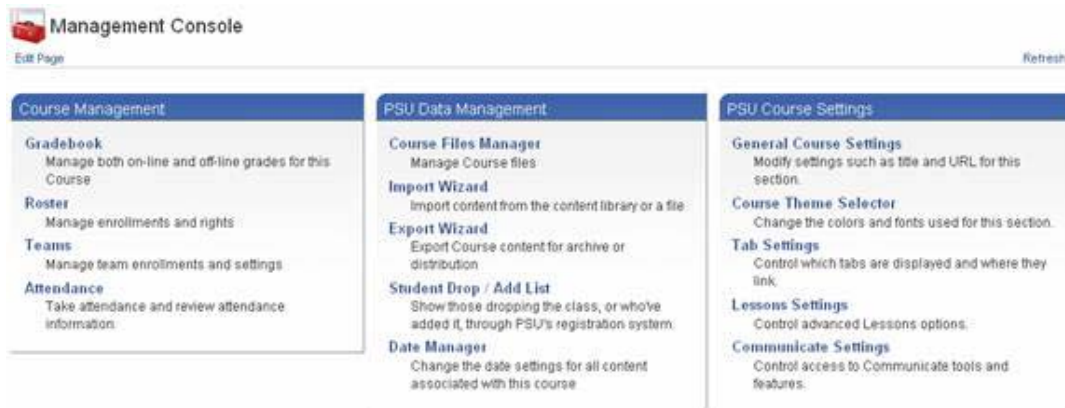 Management Console
Edit Page
Refresh
Course Management
Gradebook
Manage both on-line and off-line grades for this
Course
Roster
Manage enrollments and rights
Teams
Manage team enrollments and settings
Attendance
Take attendance and review attendance
information
PSU Data Management
Course Files Manager
Manage Course files
Import Wizard
Import content from the content library or a file
Export Wizard
Export Course content for archive or
distribution
Student Drop / Add List
Show those dropping the class, or who've
added it, through PSU's registration system.
Date Manager
Change the date settings for all content
associated with this course
PSU Course Settings
General Course Settings
Modify settings such as title and URL for this
section.
Course Theme Selector
Change the colors and fonts used for this section.
Tab Settings
Control which tabs are displayed and where they
link.
Lessons Settings
Control advanced Lessons options.
Communicate Settings
Control access to Communicate tools and
features.